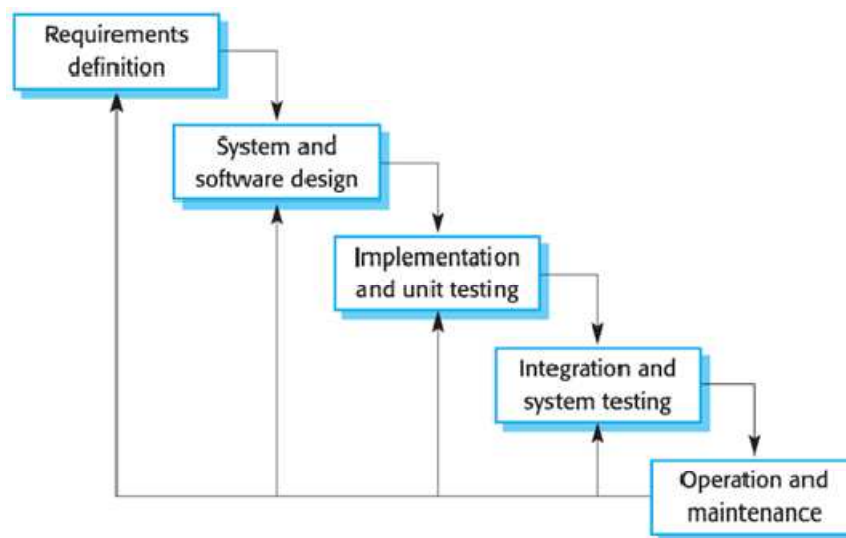 Requirements
definition
System and
software design
Implementation
and unit testing
Integration and
system testing
Operation and
maintenance